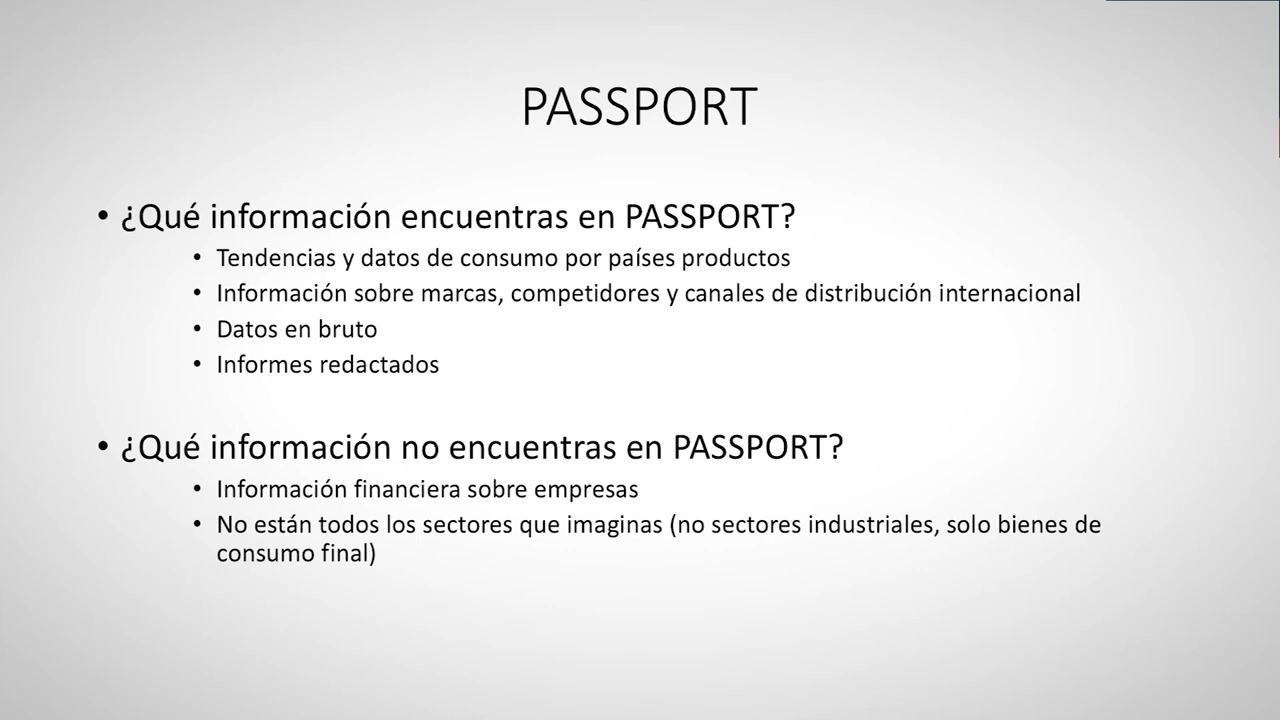 PASSPORT
• ¿Qué información encuentras en PASSPORT?
• Tendencias y datos de consumo por países productos
• Información sobre marcas, competidores y canales de distribución internacional
• Datos en bruto
• Informes redactados
• ¿Qué información no encuentras en PASSPORT?
• Información financiera sobre empresas
• No están todos los sectores que imaginas (no sectores industriales, solo bienes de
consumo final)